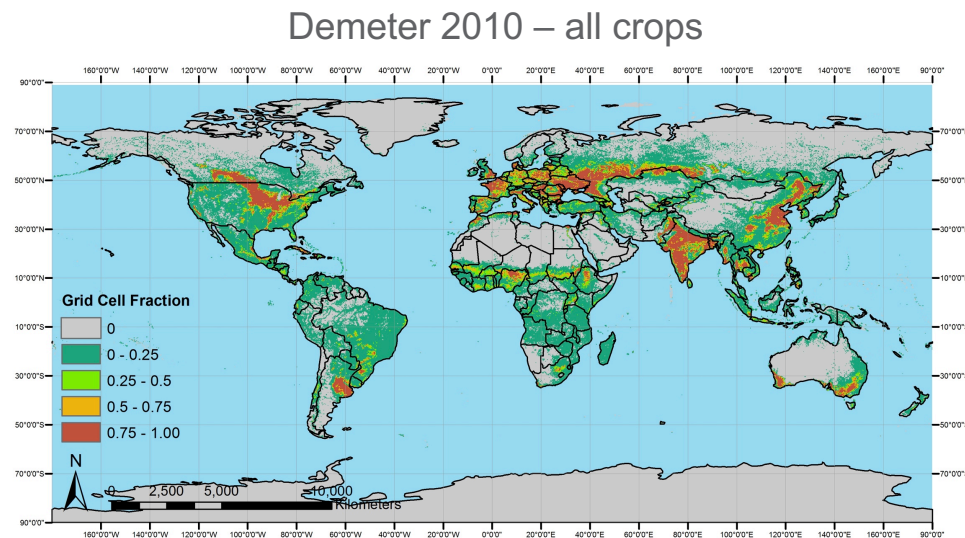 Demeter 2010 – all crops
160°0'0"W 140°0'0"W 120°0'0"W 100°0'0"W 80°0'0"W 60°0'0"W 40°0'0"W 20°0'0"W 0°0'0" 20°0'0"E 40°0'0"E 60°0'0"E 80°0'0"E 100°0'0"E 120°0'0"E 140°0'0"E 160°0'0"E 180°0'0"
90°0'0"N
70°0'0"N 70°0'0"N
50°0'0"N 50°0'0"N
30°0'0"N 30°0'0"N
10°0'0"N 10°0'0"N
Grid Cell Fraction
0
10°0'0"S 10°0'0"S
0 - 0.25
0.25 - 0.5
30°0'0"S 30°0'0"S
0.5 - 0.75
0.75 - 1.00
50°0'0"S 50°0'0"S
N
70°0'0"S 70°0'0"S
0 2,500 5,000 10,000
Kilometers
90°0'0"S
160°0'0"W 140°0'0"W 120°0'0"W 100°0'0"W 80°0'0"W 60°0'0"W 40°0'0"W 20°0'0"W 0°0'0" 20°0'0"E 40°0'0"E 60°0'0"E 80°0'0"E 100°0'0"E 120°0'0"E 140°0'0"E 160°0'0"E